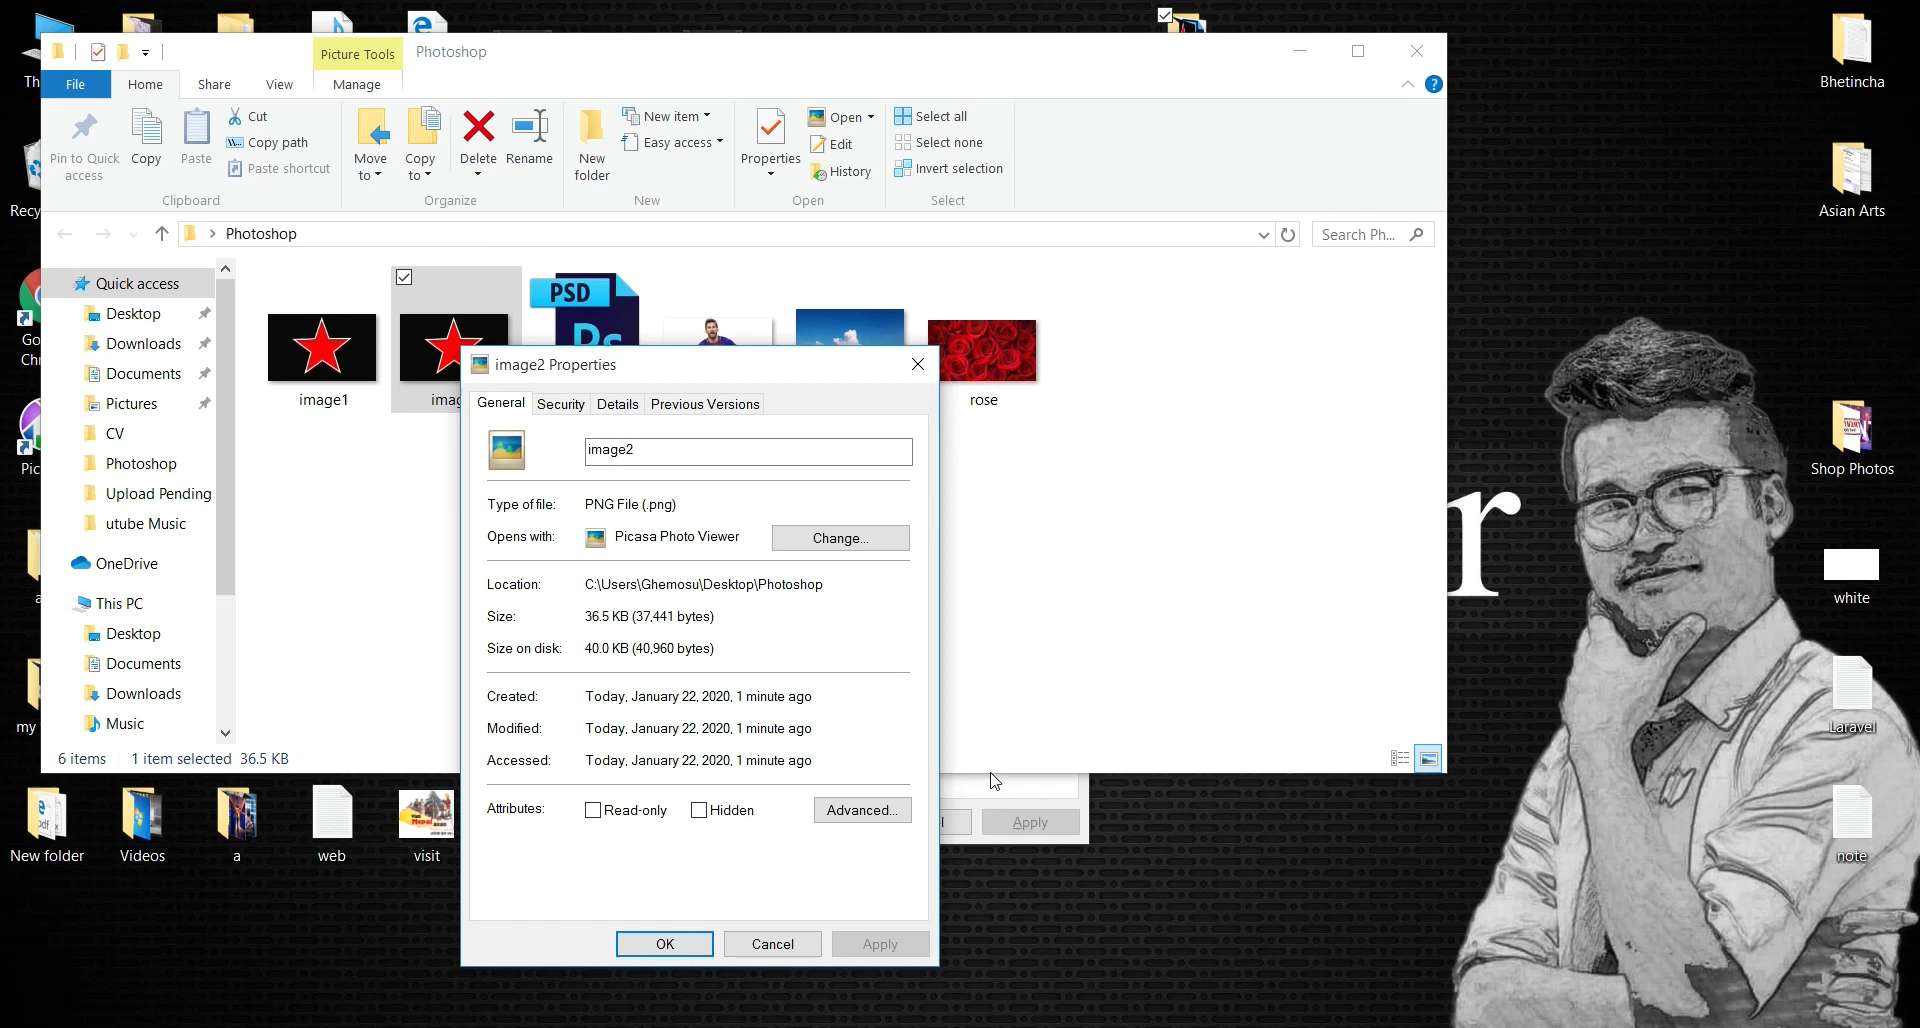 Picture Tools Photoshop
File Home Share View Manage
Pin to Quick access
Copy
Paste
Cut
Copy path
Paste shortcut
Clipboard
Move to
Copy to
Delete
Rename
Organize
New folder
New item
Easy access
New
Properties
Open
Edit
History
Open
Select all
Select none
Invert selection
Select
Photoshop
Search Ph...
Quick access
Desktop
Downloads
Documents
Pictures
CV
Photoshop
Upload Pending
utube Music
OneDrive
This PC
Desktop
Documents
Downloads
Music
6 items 1 item selected 36.5 KB
image1
PSD
Ps
rose
image2 Properties
General Security Details Previous Versions
image2
Type of file: PNG File (.png)
Opens with: Picasa Photo Viewer Change...
Location: C:\Users\Ghemosu\Desktop\Photoshop
Size: 36.5 KB (37,441 bytes)
Size on disk: 40.0 KB (40,960 bytes)
Created: Today, January 22, 2020, 1 minute ago
Modified: Today, January 22, 2020, 1 minute ago
Accessed: Today, January 22, 2020, 1 minute ago
Attributes: Read-only Hidden Advanced...
OK Cancel Apply
Apply
New folder
Videos
a
web
visit
Bhetincha
Asian Arts
Shop Photos
r
white
Laravel
note
my